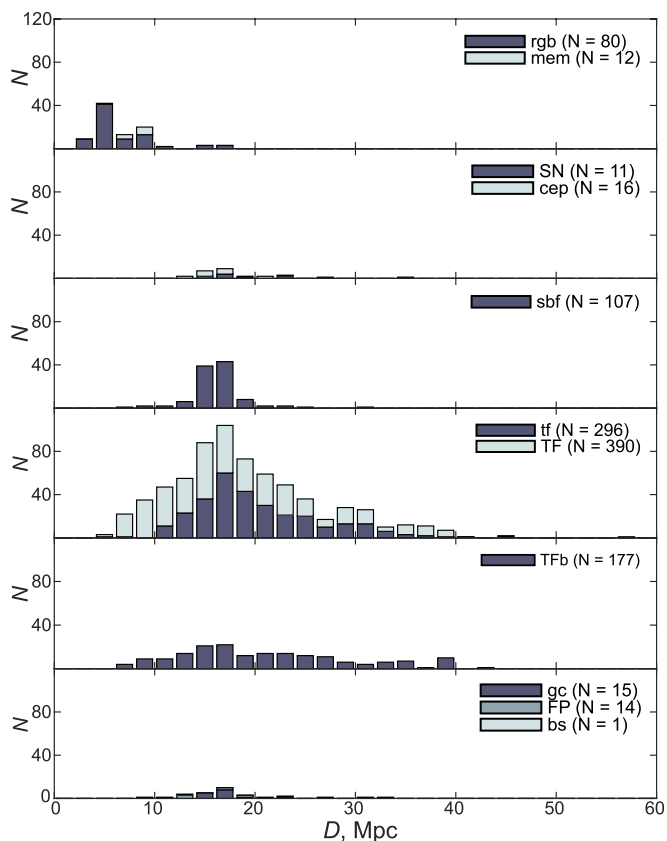 120
80
40
N
rgb (N = 80)
mem (N = 12)
80
40
N
SN (N = 11)
cep (N = 16)
80
40
N
sbf (N = 107)
80
40
N
tf (N = 296)
TF (N = 390)
80
40
N
TFb (N = 177)
80
40
0
N
gc (N = 15)
FP (N = 14)
bs (N = 1)
0 10 20 30 40 50 60
D, Mpc